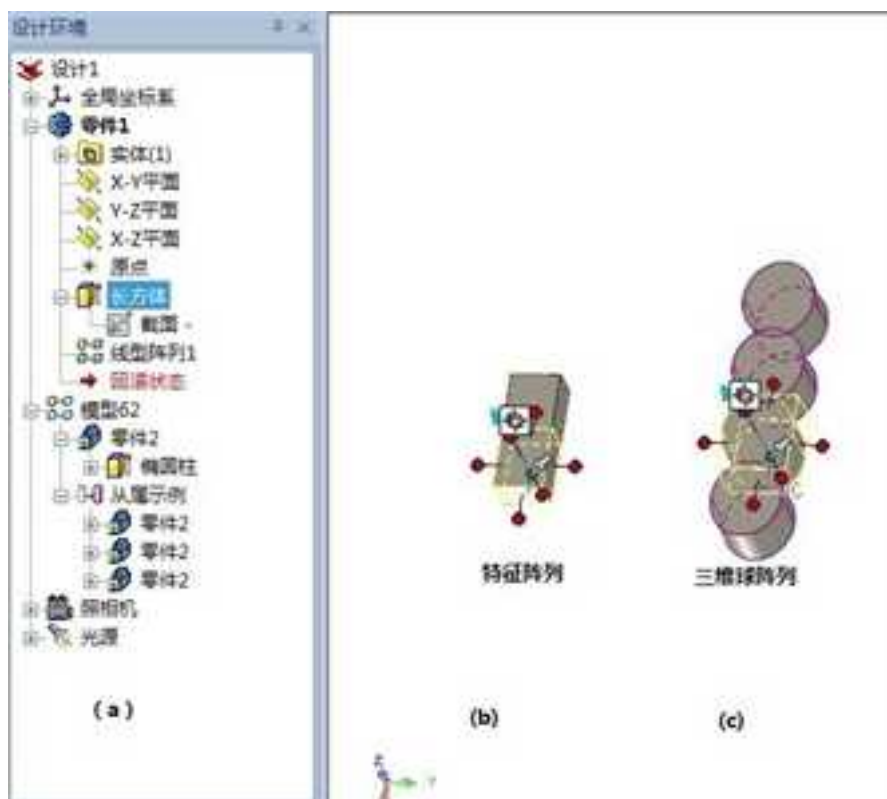 设计环境
设计1
全局坐标系
零件1
实体(1)
X-Y平面
Y-Z平面
X-Z平面
原点
长方体
截面 -
线型阵列1
回滚状态
模型62
零件2
椭圆柱
从属示例
零件2
零件2
零件2
照相机
光源
(a)
特征阵列
三维球阵列
(b)
(c)
Z
Y